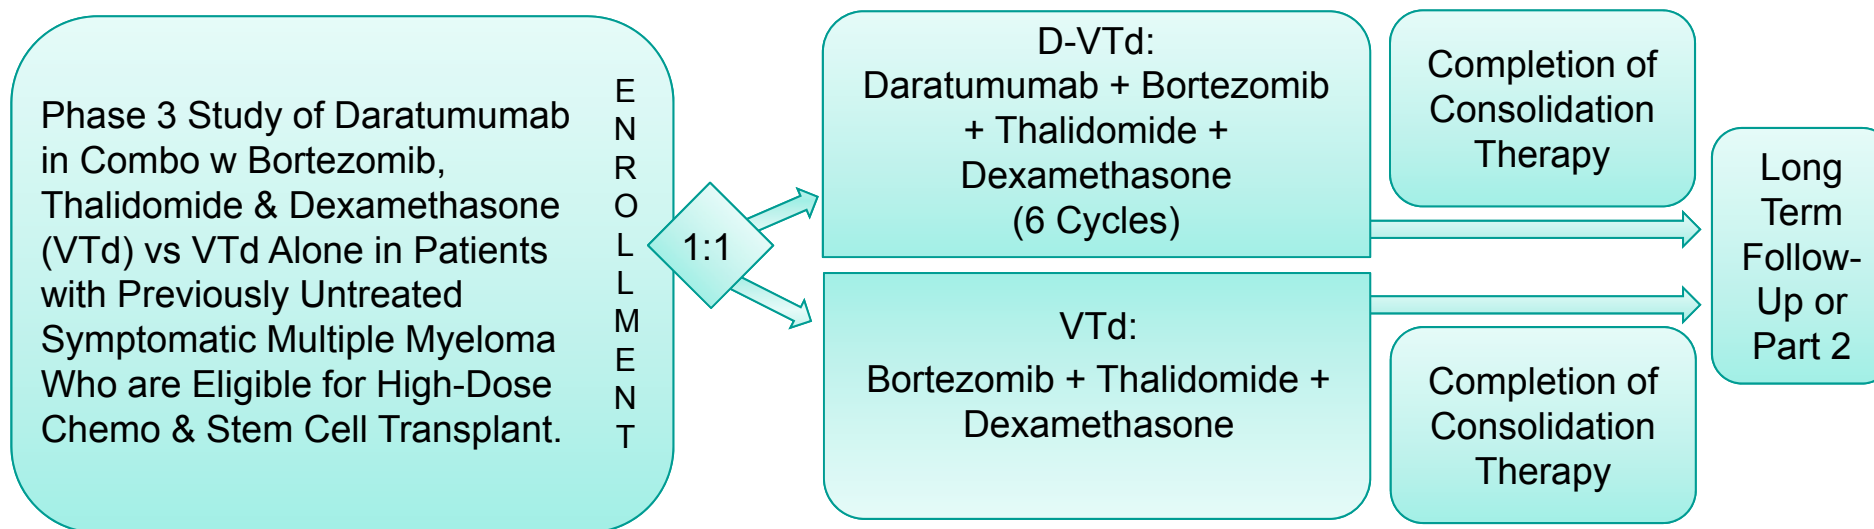 Phase 3 Study of Daratumumab
in Combo w Bortezomib,
Thalidomide & Dexamethasone
(VTd) vs VTd Alone in Patients
with Previously Untreated
Symptomatic Multiple Myeloma
Who are Eligible for High-Dose
Chemo & Stem Cell Transplant.
E
N
R
O
L
L
M
E
N
T
1:1
D-VTd:
Daratumumab + Bortezomib
+ Thalidomide +
Dexamethasone
(6 Cycles)
VTd:
Bortezomib + Thalidomide +
Dexamethasone
Completion of
Consolidation
Therapy
Completion of
Consolidation
Therapy
Long
Term
Follow-
Up or
Part 2